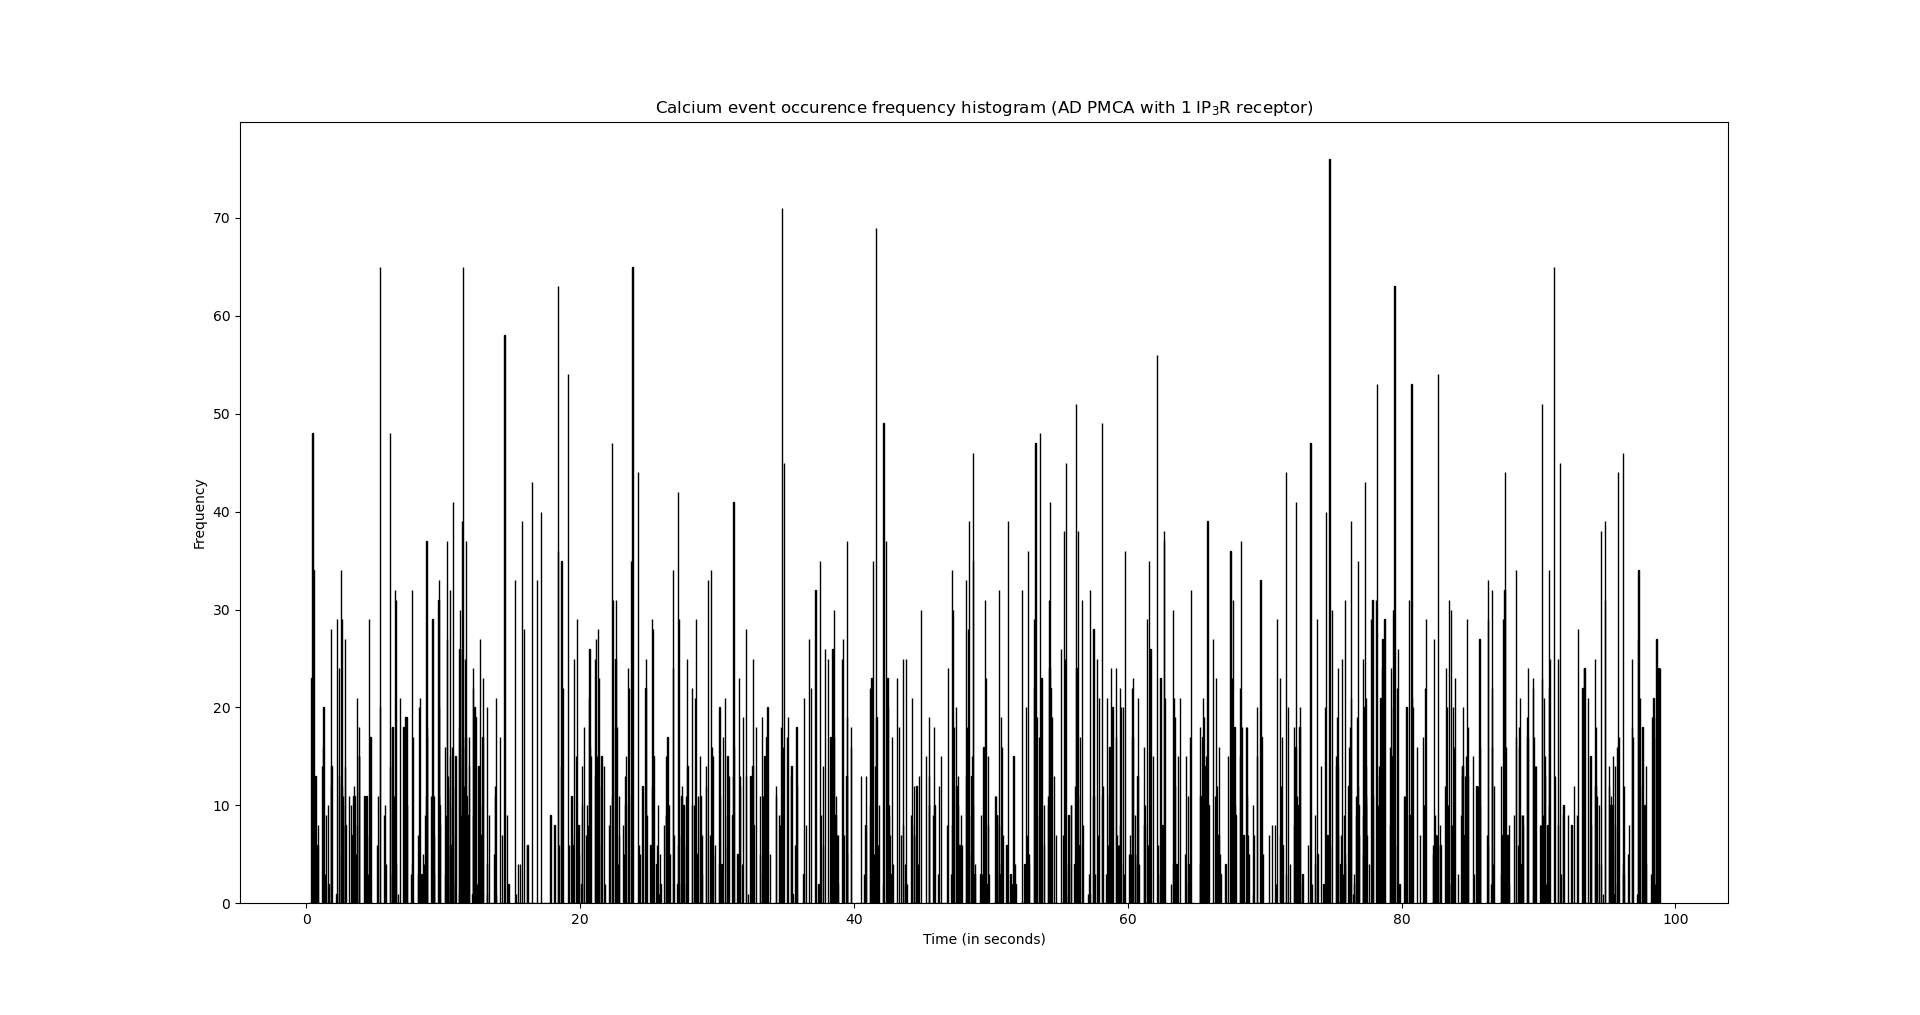 Calcium event occurence frequency histogram (AD PMCA with 1 IP₃R receptor)
Frequency
70
60
50
40
30
20
10
0
0 20 40 60 80 100
Time (in seconds)